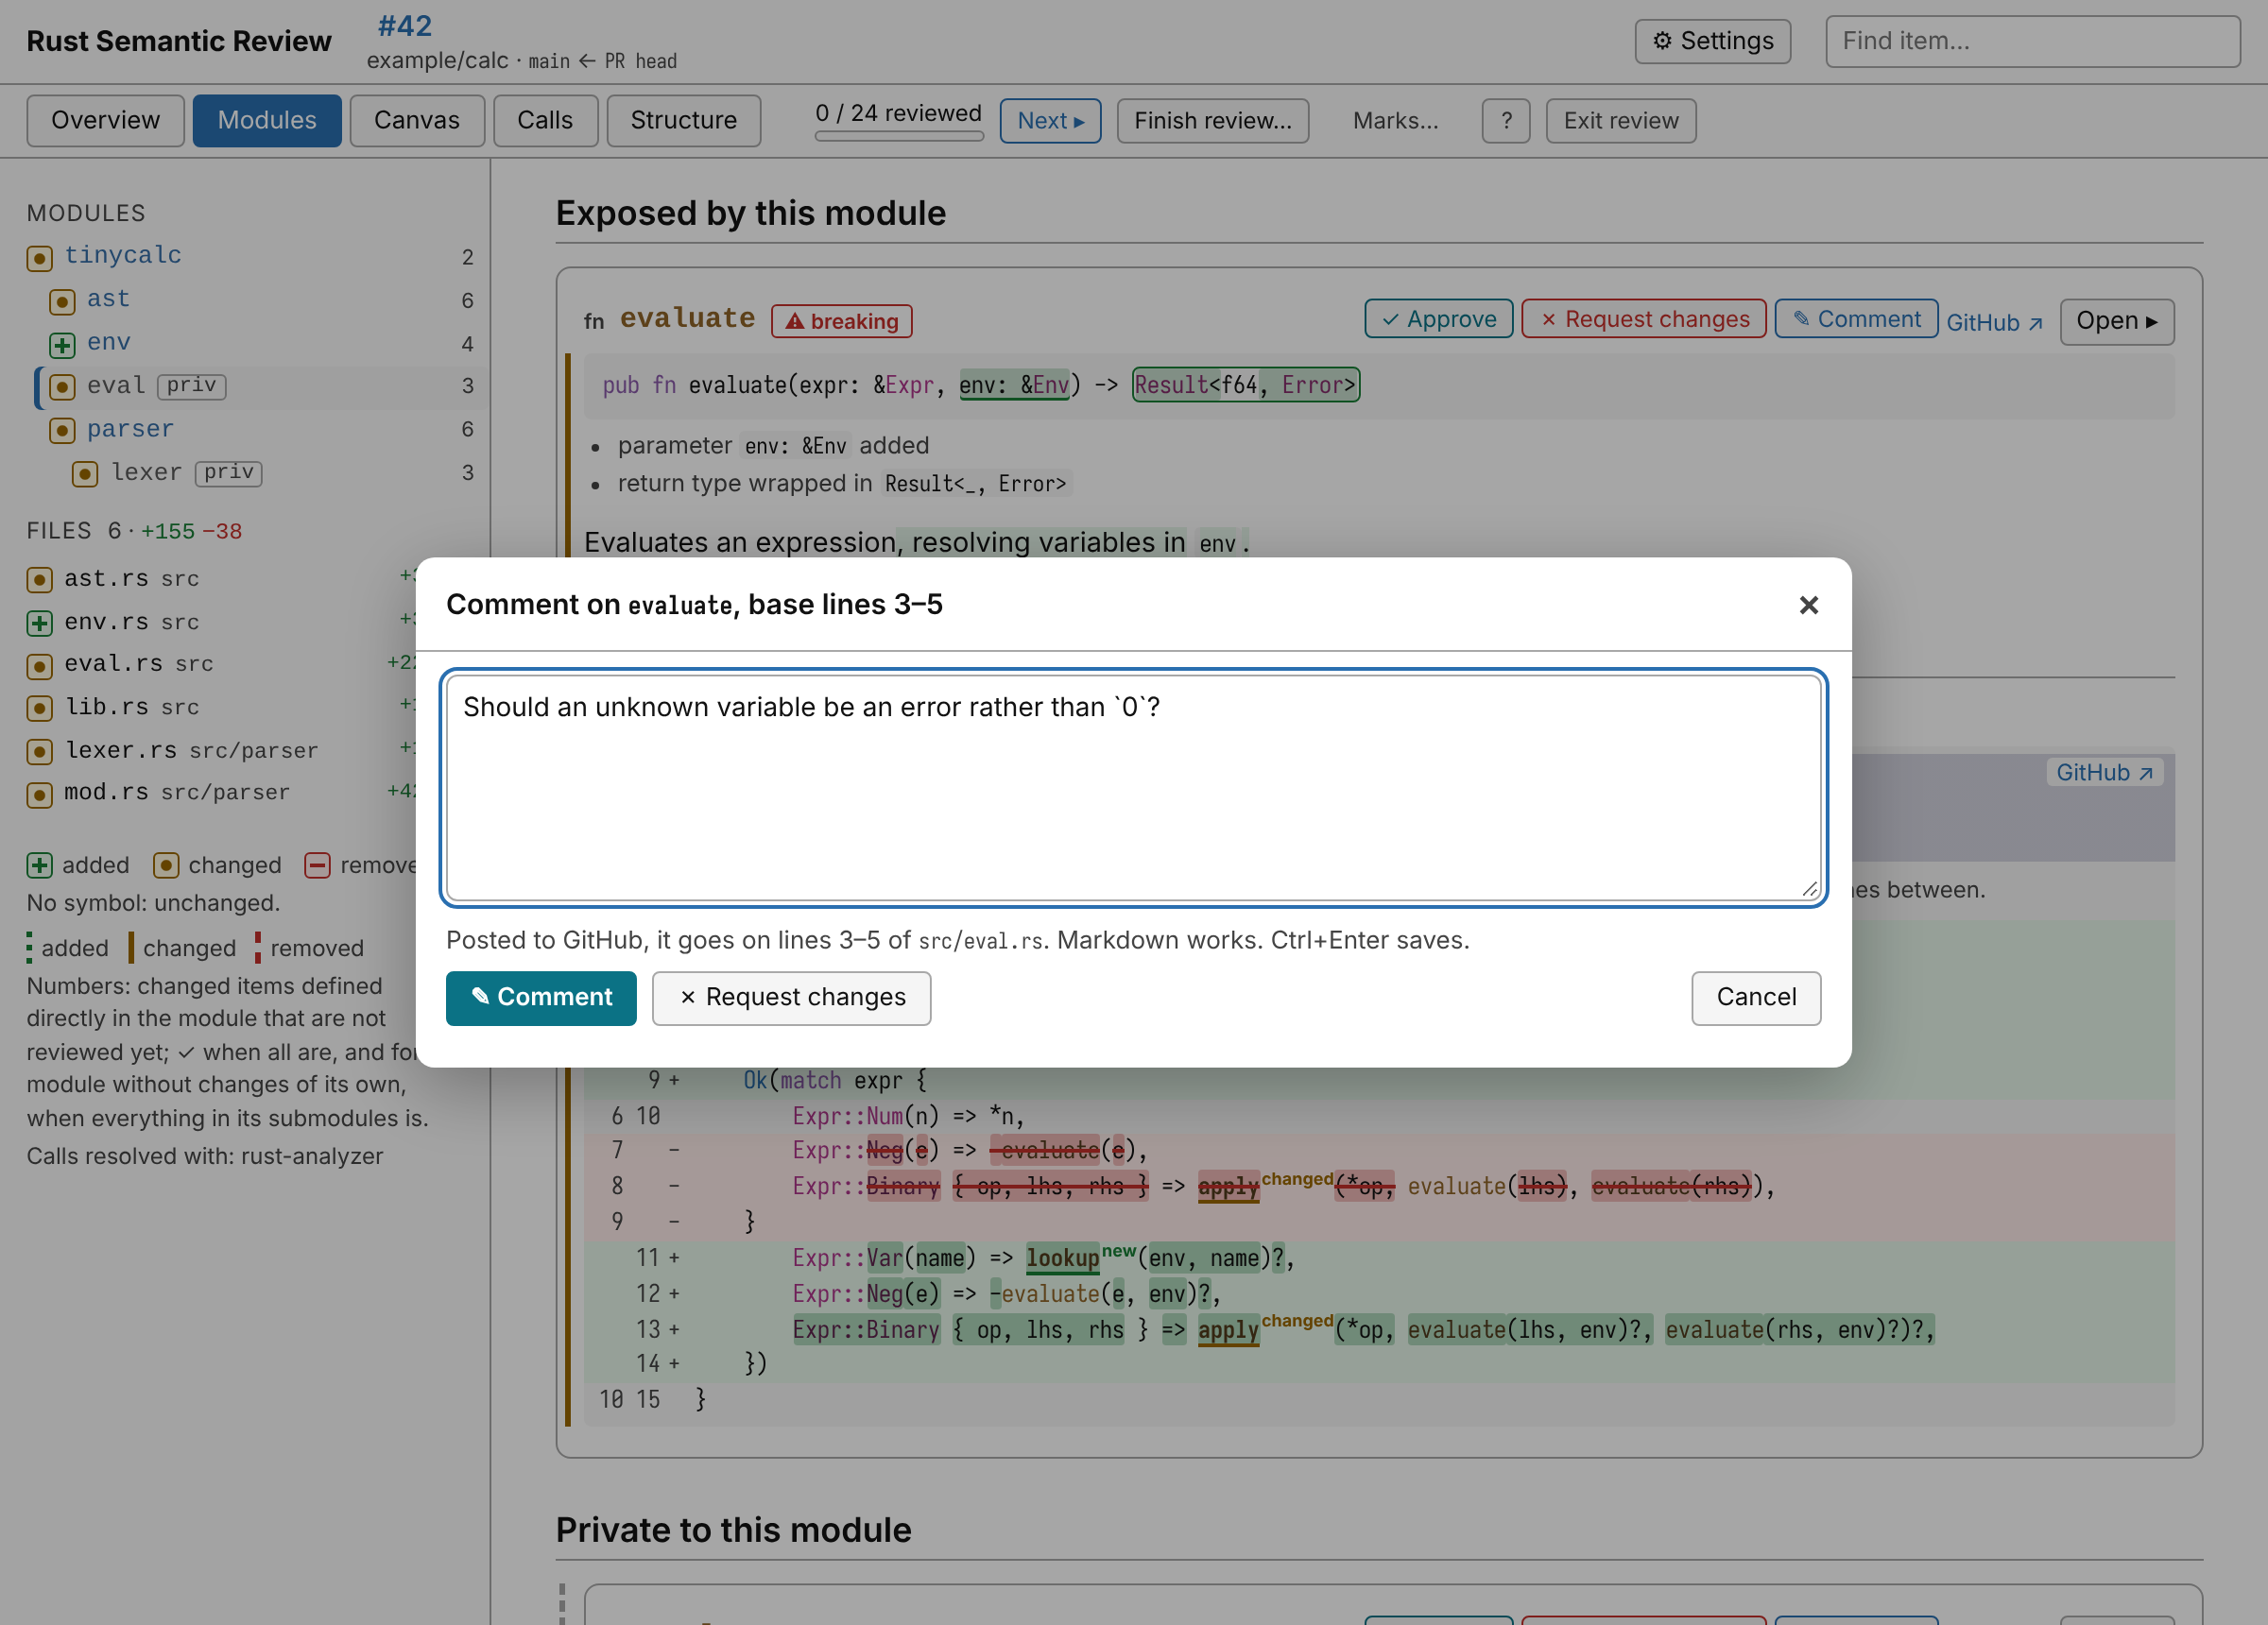 Rust Semantic Review
#42
example/calc · main ← PR head
⚙ Settings
Find item...
Overview
Modules
Canvas
Calls
Structure
0 / 24 reviewed
Next ▸
Finish review...
Marks...
?
Exit review
MODULES
tinycalc 2
ast 6
env 4
eval priv 3
parser 6
lexer priv 3
FILES 6 · +155 −38
ast.rs src
env.rs src
eval.rs src
lib.rs src
lexer.rs src/parser
mod.rs src/parser
added changed
No symbol: unchanged.
added changed removed
Numbers: changed items defined
directly in the module that are not
reviewed yet; ✓ when all are, and for
module without changes of its own,
when everything in its submodules is.
Calls resolved with: rust-analyzer
Exposed by this module
fn evaluate ⚠ breaking
✓ Approve
× Request changes
✎ Comment
GitHub ↗
Open ▸
pub fn evaluate(expr: &Expr, env: &Env) -> Result<f64, Error>
• parameter env: &Env added
• return type wrapped in Result<_, Error>
Evaluates an expression, resolving variables in env.
Comment on evaluate, base lines 3–5
×
Should an unknown variable be an error rather than `0`?
Posted to GitHub, it goes on lines 3–5 of src/eval.rs. Markdown works. Ctrl+Enter saves.
✎ Comment
× Request changes
Cancel
GitHub ↗
between.
9 + Ok(match expr {
6 10 Expr::Num(n) => *n,
7 − Expr::Neg(e) => -evaluate(e),
8 − Expr::Binary { op, lhs, rhs } => apply changed(*op, evaluate(lhs), evaluate(rhs)),
9 − }
11 + Expr::Var(name) => lookup new(env, name)?,
12 + Expr::Neg(e) => -evaluate(e, env)?,
13 + Expr::Binary { op, lhs, rhs } => apply changed(*op, evaluate(lhs, env)?, evaluate(rhs, env)?)?,
14 + })
10 15 }
Private to this module